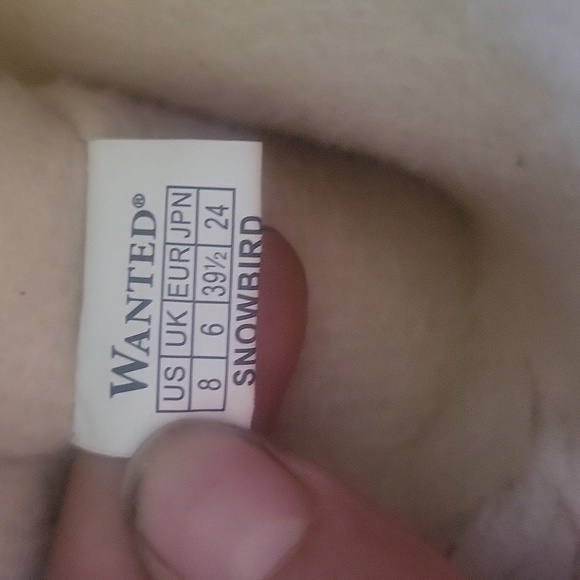 WANTED®
US UK EUR JPN
8 6 39½ 24
SNOWBIRD